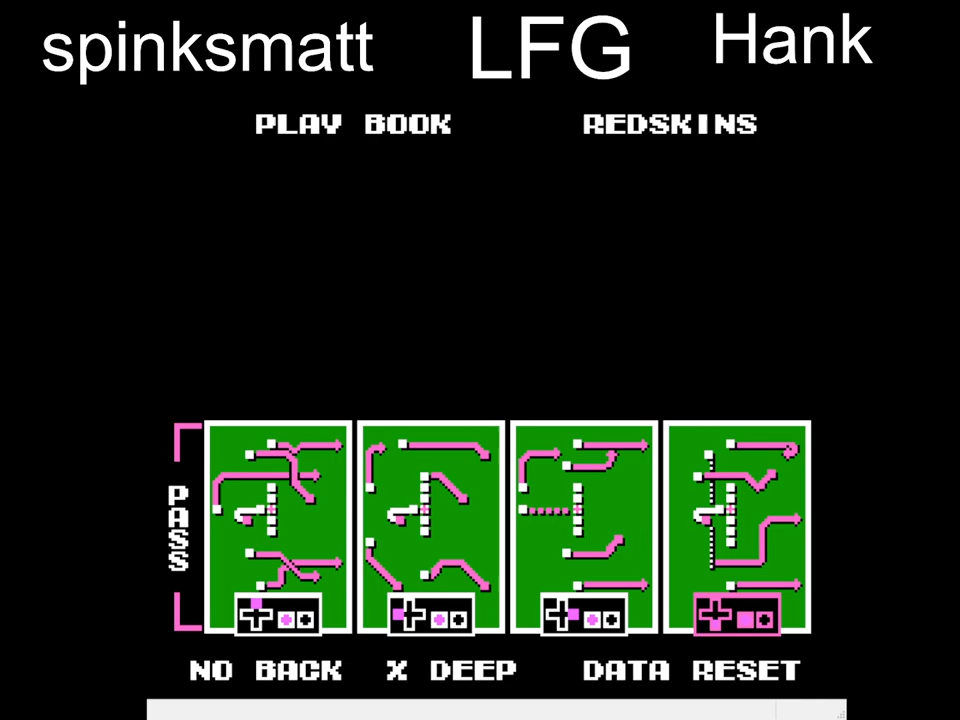 spinksmatt LFG Hank
PLAY BOOK REDSKINS
PASS
NO BACK X DEEP DATA RESET